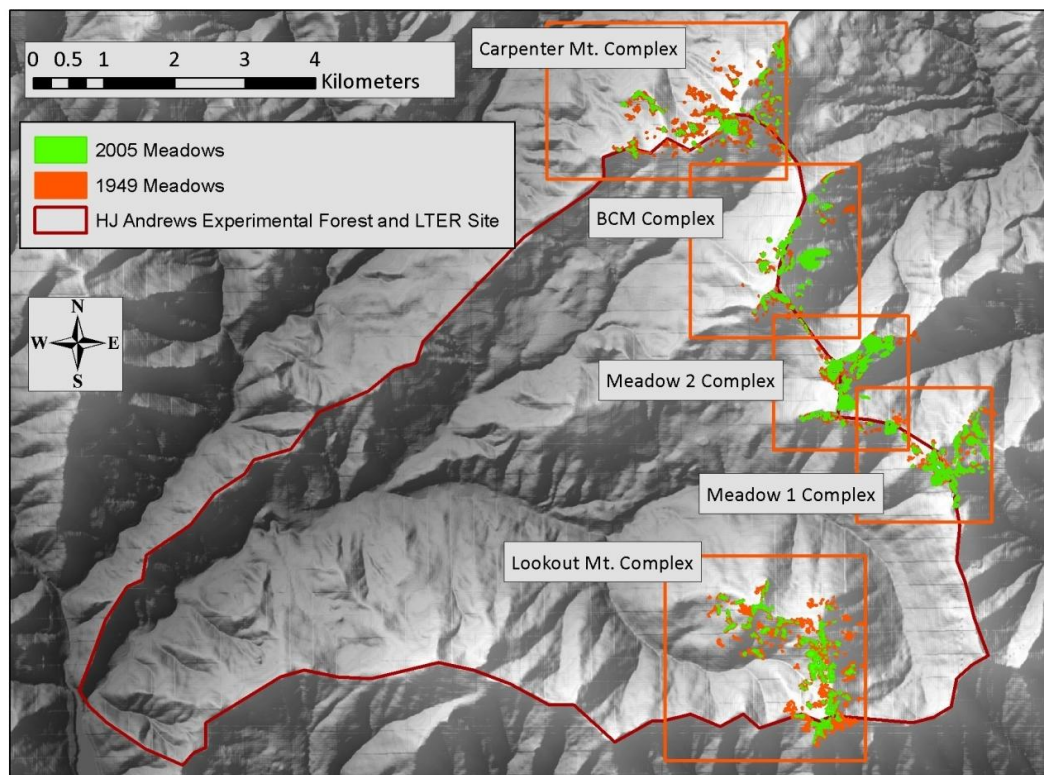 Carpenter Mt. Complex
0 0.5 1 2 3 4
Kilometers
2005 Meadows
1949 Meadows
HJ Andrews Experimental Forest and LTER Site
BCM Complex
N
W E
S
Meadow 2 Complex
Meadow 1 Complex
Lookout Mt. Complex